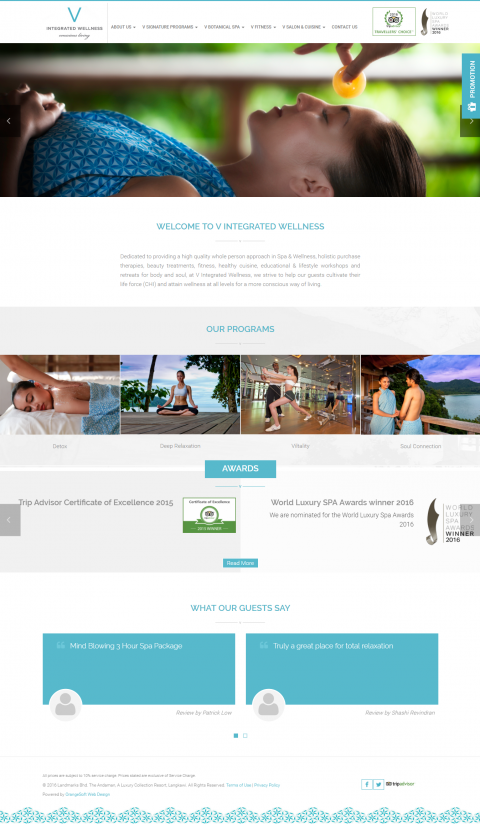 V
INTEGRATED WELLNESS
conscious living
ABOUT US
V SIGNATURE PROGRAMS
V BOTANICAL SPA
V FITNESS
V SALON & CUISINE
CONTACT US
TRAVELLERS' CHOICE
WORLD
LUXURY
SPA
AWARDS
WINNER
2016
PROMOTION
WELCOME TO V INTEGRATED WELLNESS
Dedicated to providing a high quality whole-person approach in Spa & Wellness, holistic purchase
therapies, beauty treatments, fitness, healthy cuisine, educational & lifestyle workshops and
retreats for body and soul, at V Integrated Wellness, we strive to help our guests cultivate their
life force (CHI) and attain wellness at all levels for a more conscious way of living.
OUR PROGRAMS
Detox
Deep Relaxation
Vitality
Soul Connection
AWARDS
Trip Advisor Certificate of Excellence 2015
Certificate of Excellence
2015 WINNER
World Luxury SPA Awards winner 2016
We are nominated for the World Luxury Spa Awards
2016
WORLD
LUXURY
SPA
AWARDS
WINNER
2016
Read More
WHAT OUR GUESTS SAY
Mind Blowing 3 Hour Spa Package
Review by Patrick Low
Truly a great place for total relaxation
Review by Shashi Revindran
All prices are subject to 10% service charge. Prices stated are exclusive of Service Charge
© 2016 Landmarke Bhd, The Andaman, A Luxury Collection Resort, Langkawi. All Rights Reserved. Terms of Use | Privacy Policy
Powered by OrangeSoft Web Design
tripadvisor